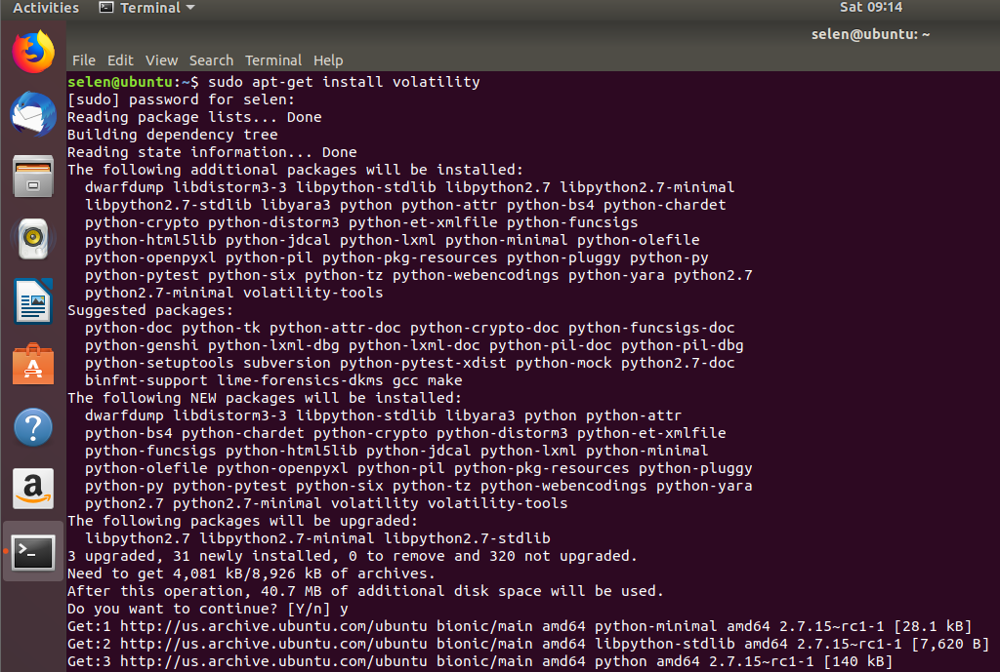 Activities Terminal Sat 09:14
selen@ubuntu: ~
File Edit View Search Terminal Help
selen@ubuntu:~$ sudo apt-get install volatility
[sudo] password for selen:
Reading package lists... Done
Building dependency tree
Reading state information... Done
The following additional packages will be installed:
  dwarfdump libdistorm3-3 libpython-stdlib libpython2.7 libpython2.7-minimal
  libpython2.7-stdlib libyara3 python python-attr python-bs4 python-chardet
  python-crypto python-distorm3 python-et-xmlfile python-funcsigs
  python-html5lib python-jdcal python-lxml python-minimal python-olefile
  python-openpyxl python-pil python-pkg-resources python-pluggy python-py
  python-pytest python-six python-tz python-webencodings python-yara python2.7
  python2.7-minimal volatility-tools
Suggested packages:
  python-doc python-tk python-attr-doc python-crypto-doc python-funcsigs-doc
  python-genshi python-lxml-dbg python-lxml-doc python-pil-doc python-pil-dbg
  python-setuptools subversion python-pytest-xdist python-mock python2.7-doc
  binfmt-support lime-forensics-dkms gcc make
The following NEW packages will be installed:
  dwarfdump libdistorm3-3 libpython-stdlib libyara3 python python-attr
  python-bs4 python-chardet python-crypto python-distorm3 python-et-xmlfile
  python-funcsigs python-html5lib python-jdcal python-lxml python-minimal
  python-olefile python-openpyxl python-pil python-pkg-resources python-pluggy
  python-py python-pytest python-six python-tz python-webencodings python-yara
  python2.7 python2.7-minimal volatility volatility-tools
The following packages will be upgraded:
  libpython2.7 libpython2.7-minimal libpython2.7-stdlib
3 upgraded, 31 newly installed, 0 to remove and 320 not upgraded.
Need to get 4,081 kB/8,926 kB of archives.
After this operation, 40.7 MB of additional disk space will be used.
Do you want to continue? [Y/n] y
Get:1 http://us.archive.ubuntu.com/ubuntu bionic/main amd64 python-minimal amd64 2.7.15~rc1-1 [28.1 kB]
Get:2 http://us.archive.ubuntu.com/ubuntu bionic/main amd64 libpython-stdlib amd64 2.7.15~rc1-1 [7,620 B]
Get:3 http://us.archive.ubuntu.com/ubuntu bionic/main amd64 python amd64 2.7.15~rc1-1 [140 kB]